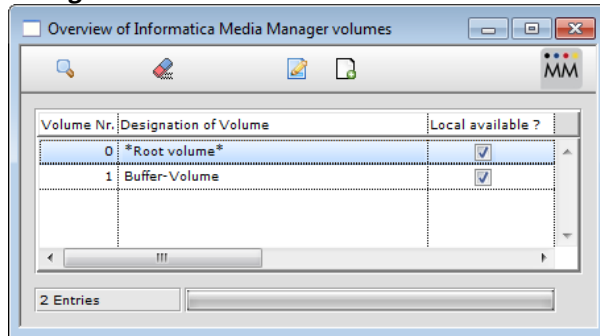 Overview of Informatica Media Manager volumes
MM
Volume Nr. Designation of Volume Local available ?
0 *Root volume*
1 Buffer-Volume
2 Entries